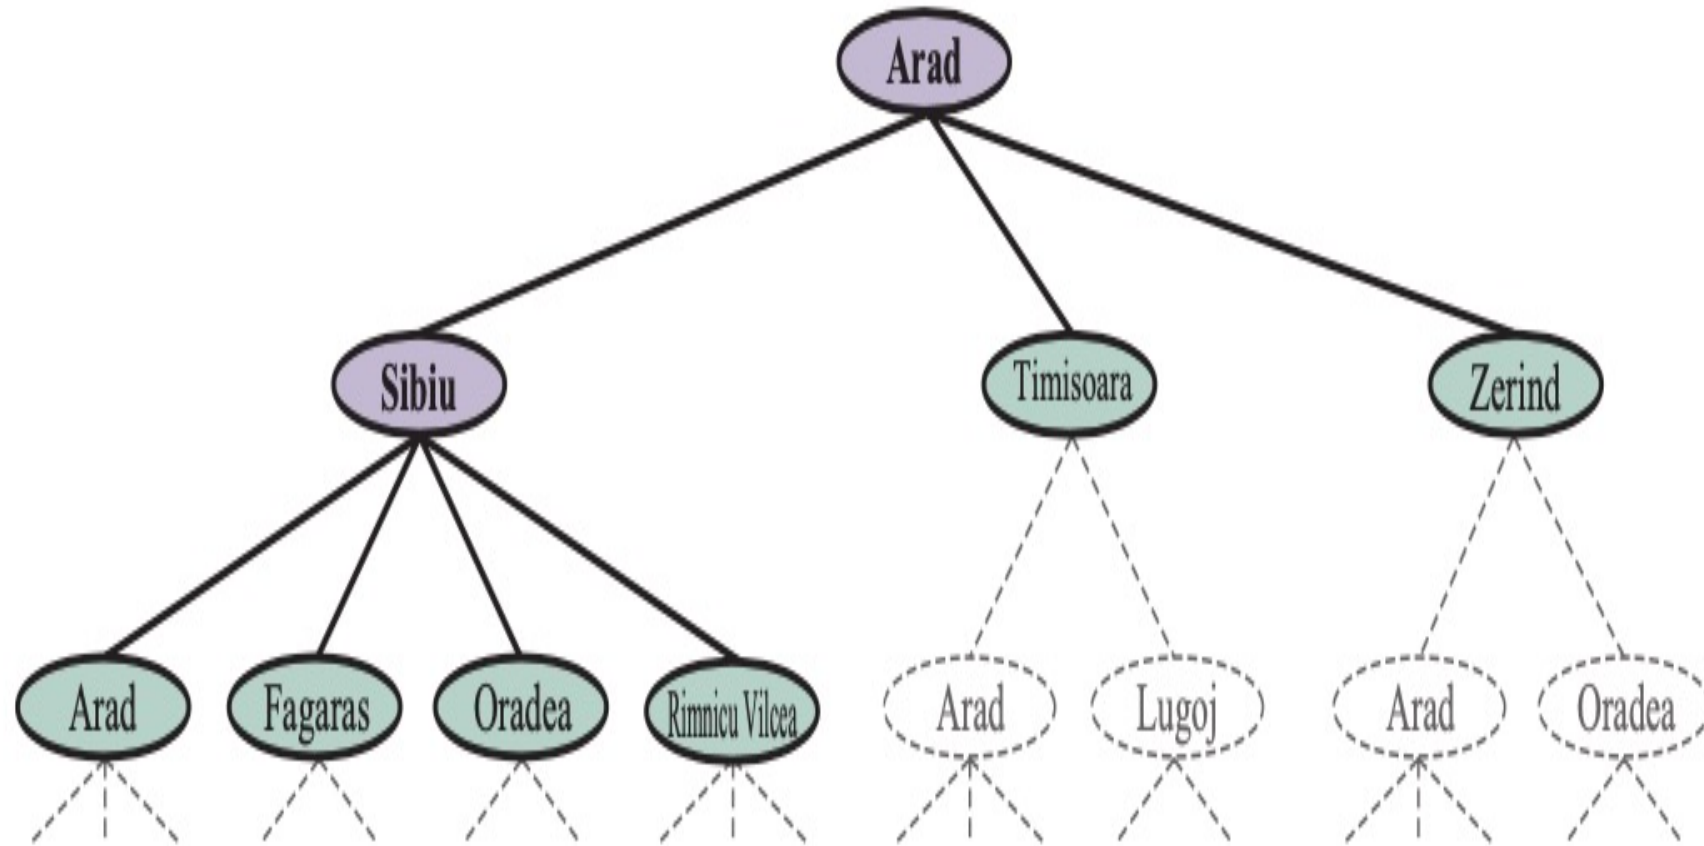 Arad
Sibiu
Timisoara
Zerind
Arad
Fagaras
Oradea
Rimnicu Vilcea
Arad
Lugoj
Arad
Oradea